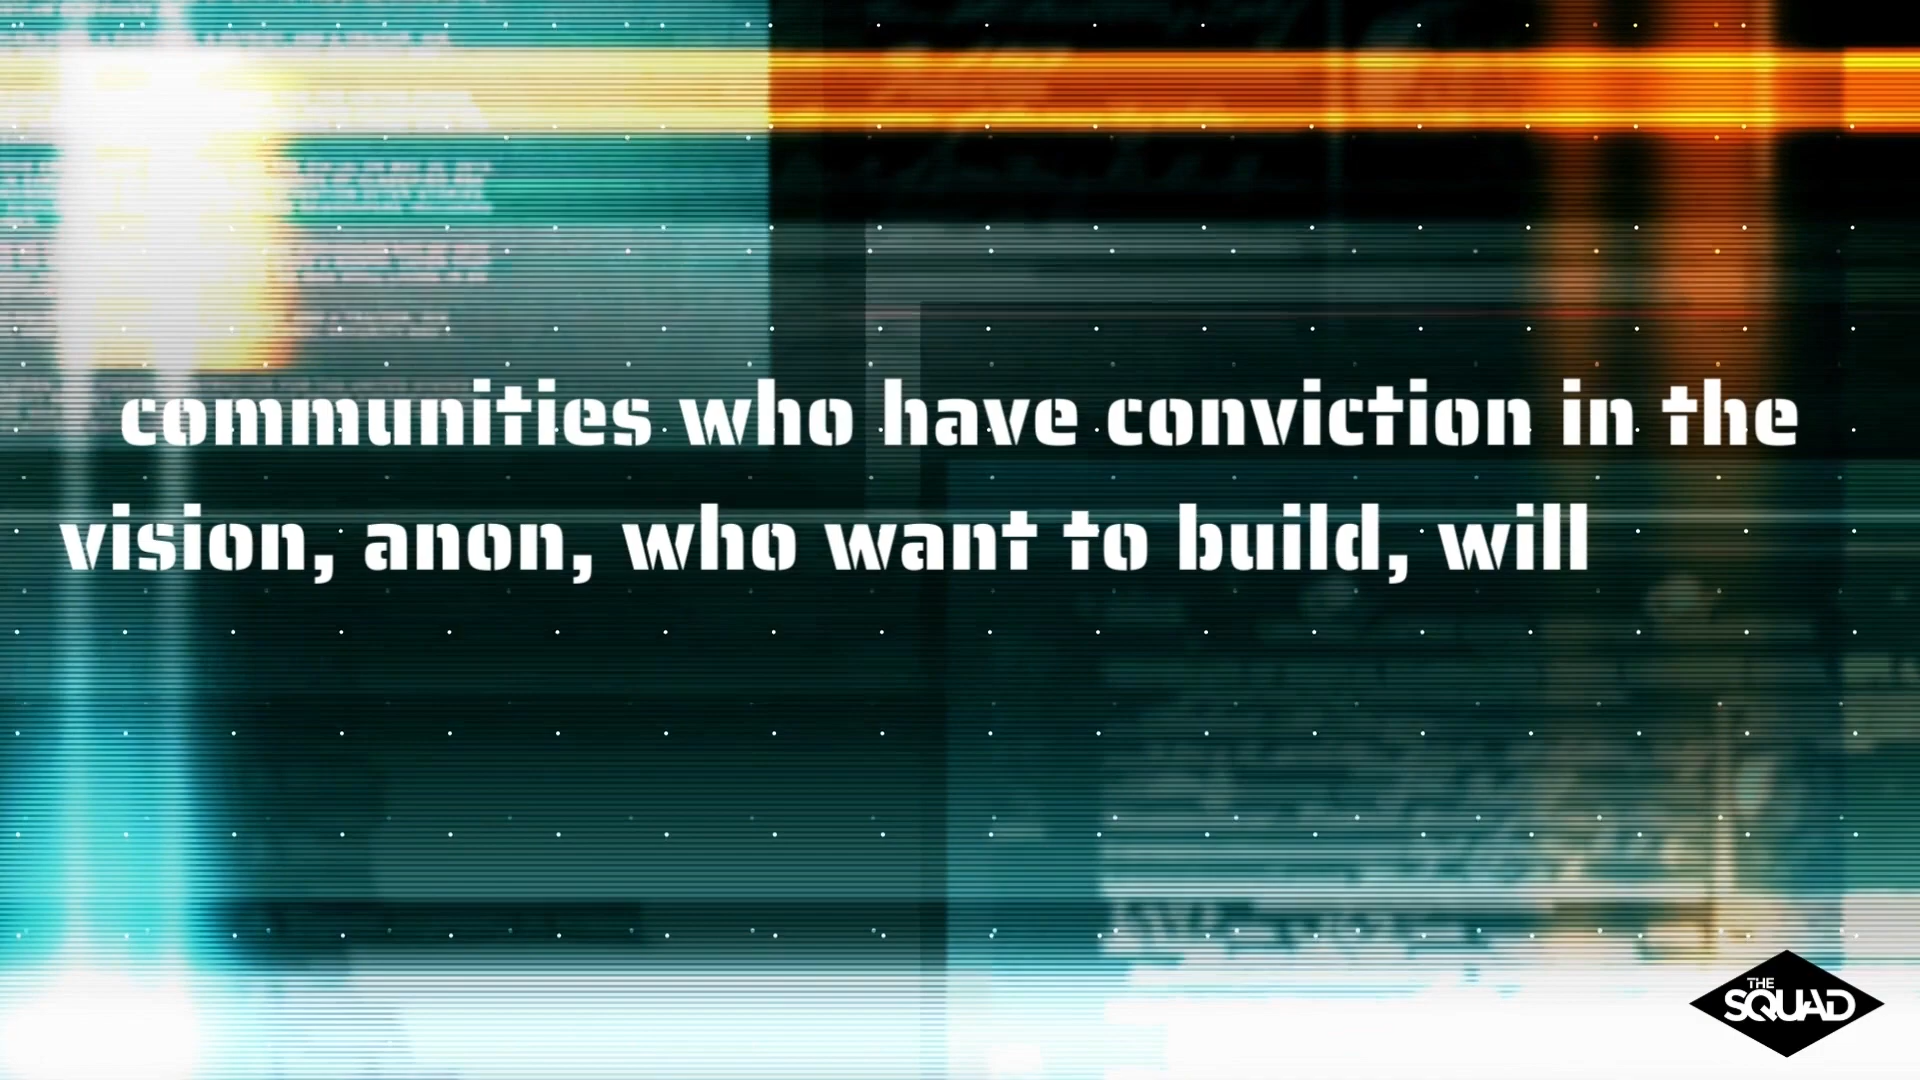 communities who have conviction in the
vision, anon, who want to build, will
THE
SQUAD